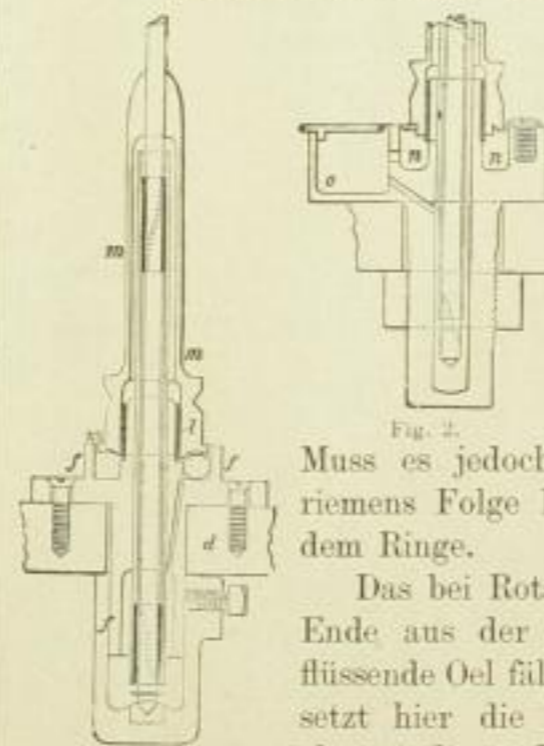 m
m
l
f
f
d
f
n
n
o
Fig. 2.
Muss es jedoch
riemens Folge
dem Ringe.
Das bei Rot
Ende aus der
flüssende Oel fäl
setzt hier die